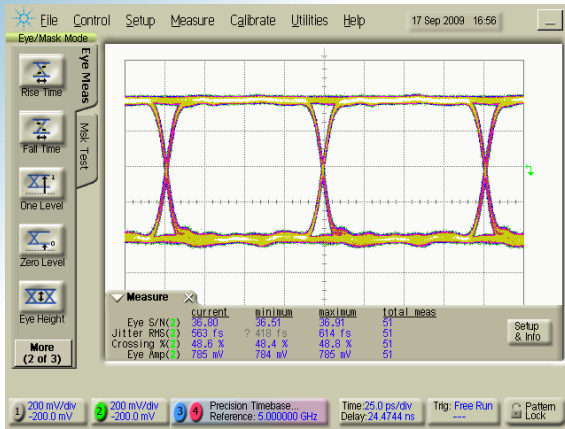 File Control Setup Measure Calibrate Utilities Help 17 Sep 2009 16:56
Eye/Mask Mode
Eye Meas
Msk Test
Rise Time
Fall Time
One Level
Zero Level
Eye Height
More
(2 of 3)
Measure
current minimum maximum total meas
Eye S/N(2) 36.80 36.51 36.91 51
Jitter RMS(2) 563 fs ? 418 fs 614 fs 51
Crossing %(2) 48.6 % 48.4 % 48.8 % 51
Eye Amp(2) 785 mV 784 mV 785 mV 51
Setup
& Info
1 200 mV/div
-200.0 mV
2 200 mV/div
-200.0 mV
3 4 Precision Timebase...
Reference: 5.000000 GHz
Time:25.0 ps/div
Delay:24.4744 ns
Trig: Free Run
---
Pattern
Lock